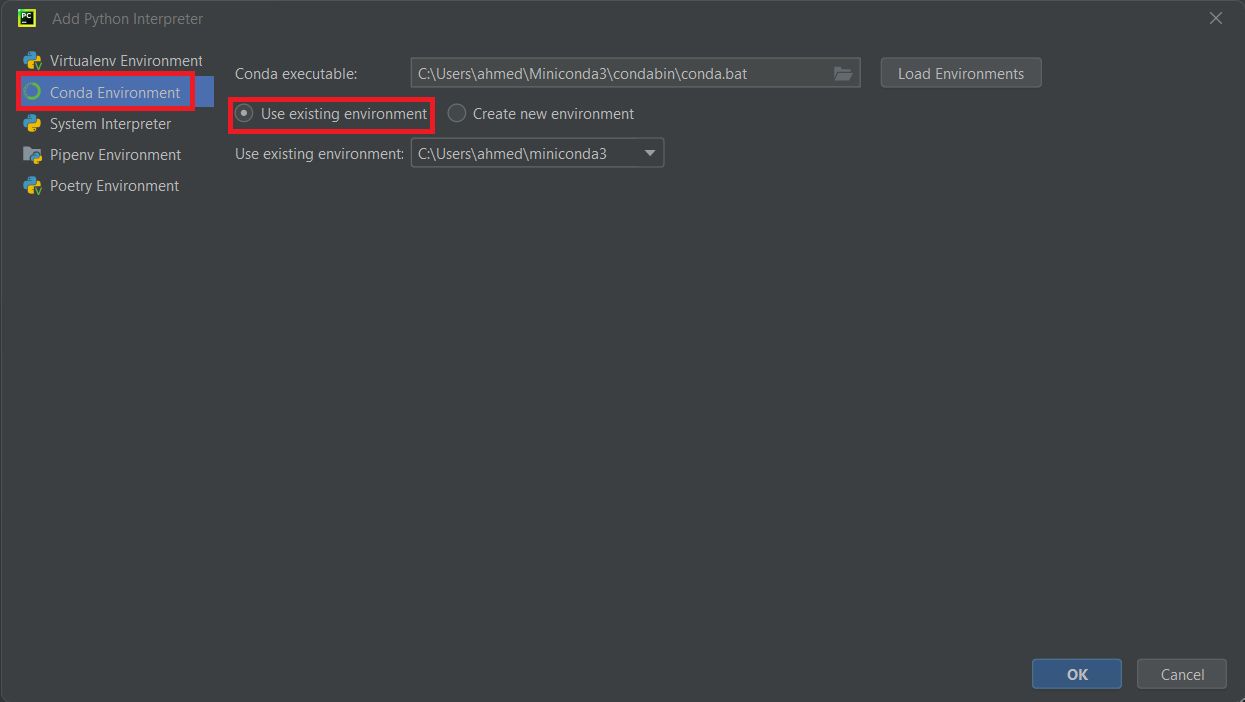 PC
Add Python Interpreter
Virtualenv Environment
Conda Environment
System Interpreter
Pipenv Environment
Poetry Environment
Conda executable: C:\Users\ahmed\Miniconda3\condabin\conda.bat Load Environments
Use existing environment Create new environment
Use existing environment: C:\Users\ahmed\miniconda3
OK Cancel